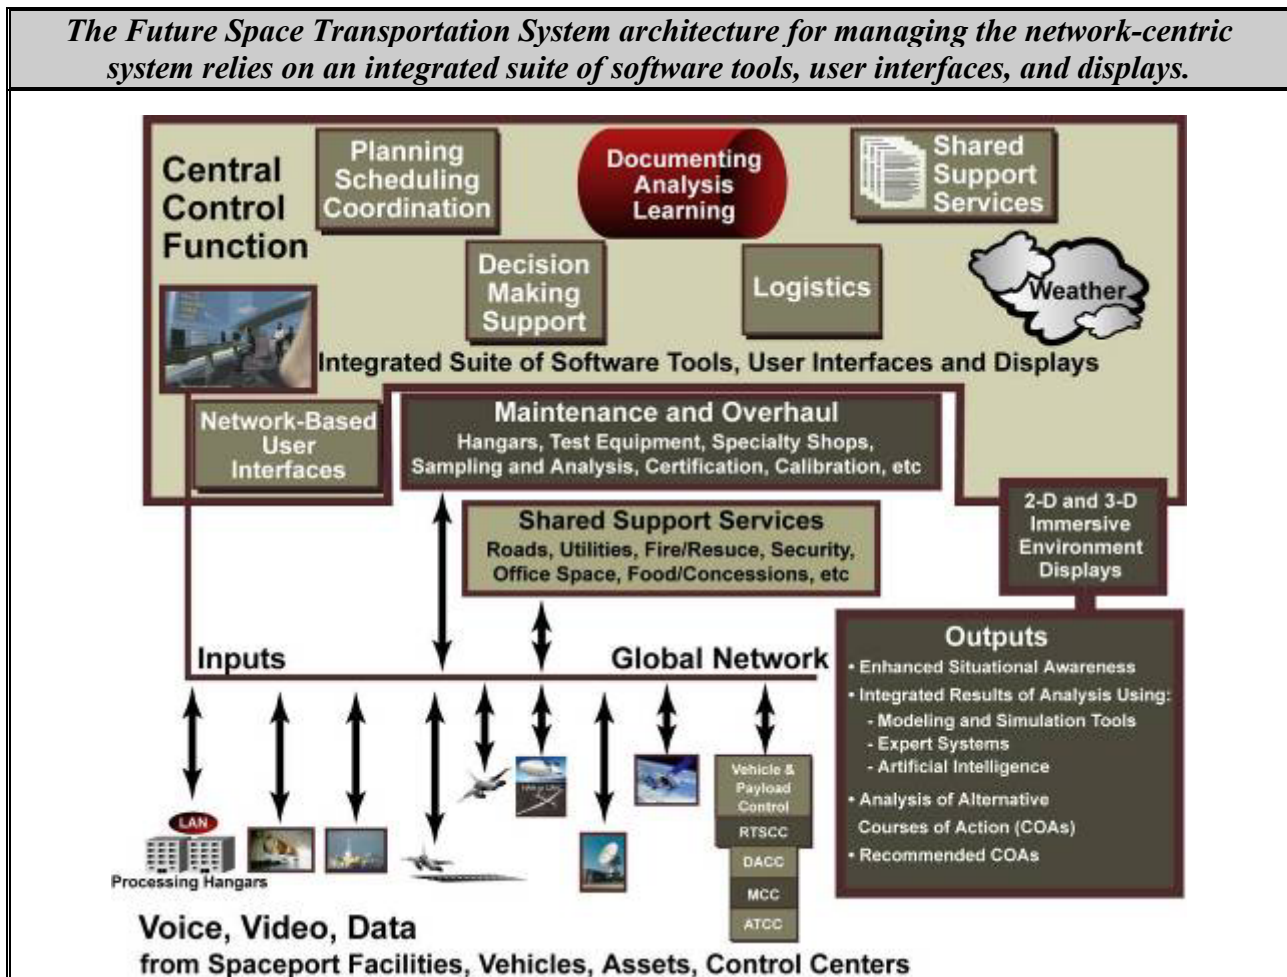 The Future Space Transportation System architecture for managing the network-centric
system relies on an integrated suite of software tools, user interfaces, and displays.
Central
Control
Function
Planning
Scheduling
Coordination
Documenting
Analysis
Learning
Shared
Support
Services
Decision
Making
Support
Logistics
Weather
Integrated Suite of Software Tools, User Interfaces and Displays
Network-Based
User
Interfaces
Maintenance and Overhaul
Hangars, Test Equipment, Specialty Shops,
Sampling and Analysis, Certification, Calibration, etc
Shared Support Services
Roads, Utilities, Fire/Resuce, Security,
Office Space, Food/Concessions, etc
2-D and 3-D
Immersive
Environment
Displays
Inputs
Global Network
Outputs
• Enhanced Situational Awareness
• Integrated Results of Analysis Using:
- Modeling and Simulation Tools
- Expert Systems
- Artificial Intelligence
• Analysis of Alternative
Courses of Action (COAs)
• Recommended COAs
Vehicle &
Payload
Control
RTSCC
DACC
MCC
ATCC
LAN
Processing Hangars
Voice, Video, Data
from Spaceport Facilities, Vehicles, Assets, Control Centers